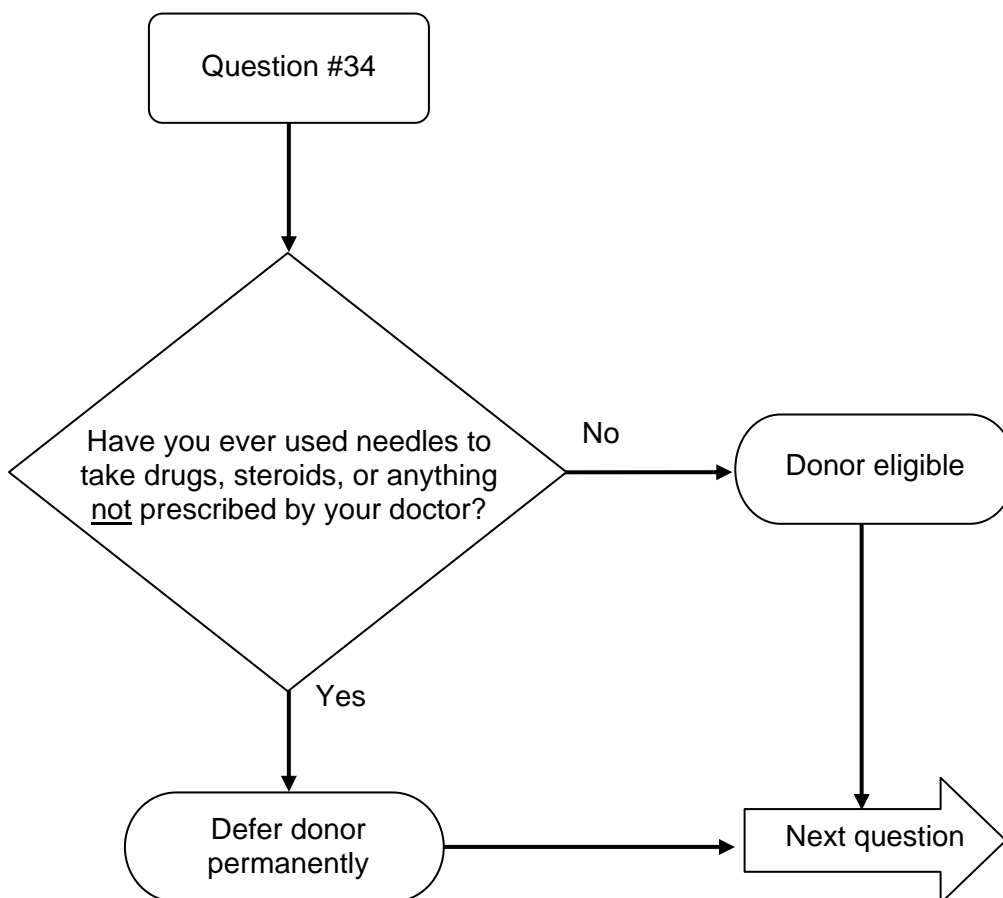 Question #34
Have you ever used needles to
take drugs, steroids, or anything
not prescribed by your doctor?
No
Donor eligible
Yes
Defer donor
permanently
Next question